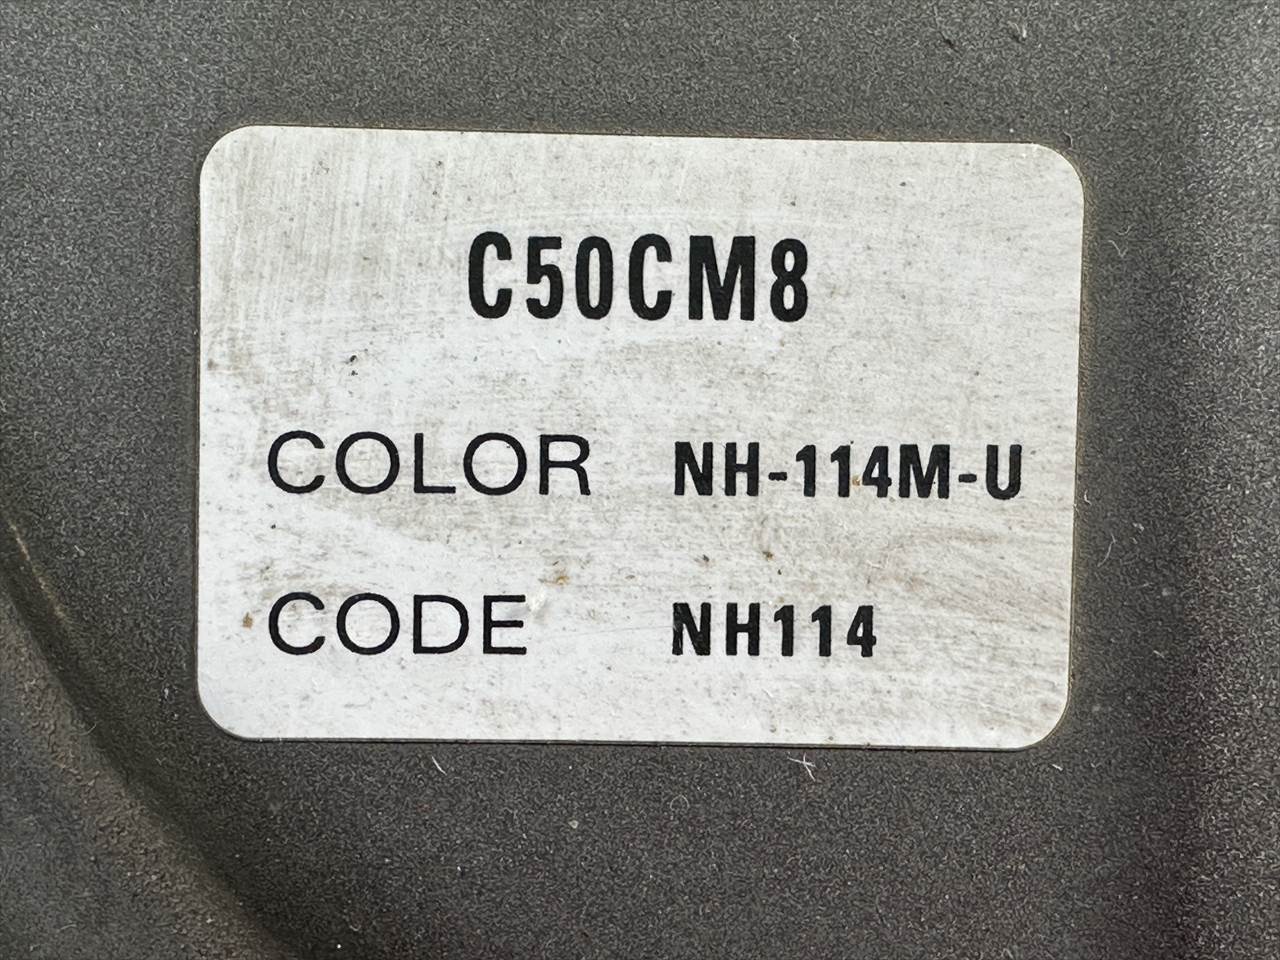 C50CM8
COLOR NH-114M-U
CODE NH114